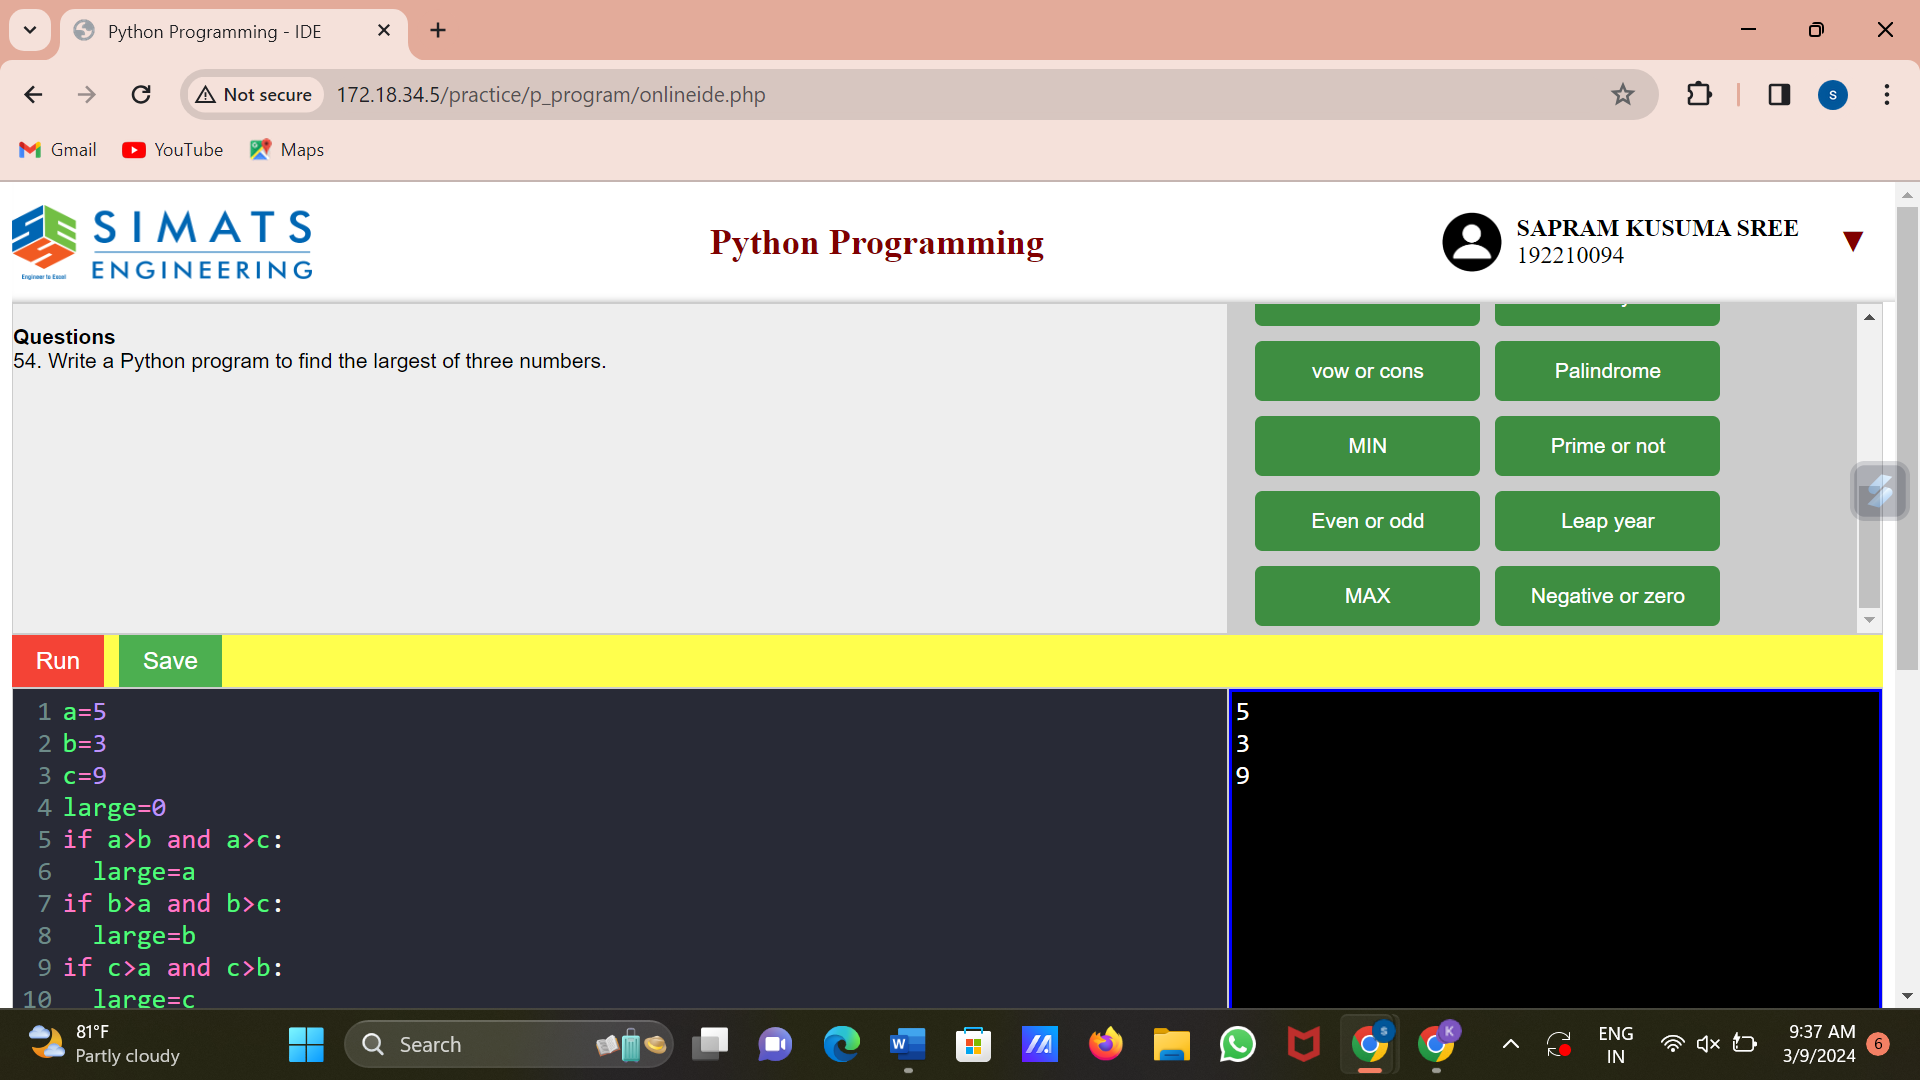 Python Programming - IDE
Not secure
172.18.34.5/practice/p_program/onlineide.php
S
Gmail
YouTube
Maps
SIMATS
ENGINEERING
Engineer to Excel
Python Programming
SAPRAM KUSUMA SREE
192210094
Questions
54. Write a Python program to find the largest of three numbers.
vow or cons
Palindrome
MIN
Prime or not
Even or odd
Leap year
MAX
Negative or zero
Run
Save
1 a=5
2 b=3
3 c=9
4 large=0
5 if a>b and a>c:
6   large=a
7 if b>a and b>c:
8   large=b
9 if c>a and c>b:
10   large=c
5
3
9
81°F
Partly cloudy
Search
W
S
K
ENG
IN
9:37 AM
3/9/2024
6